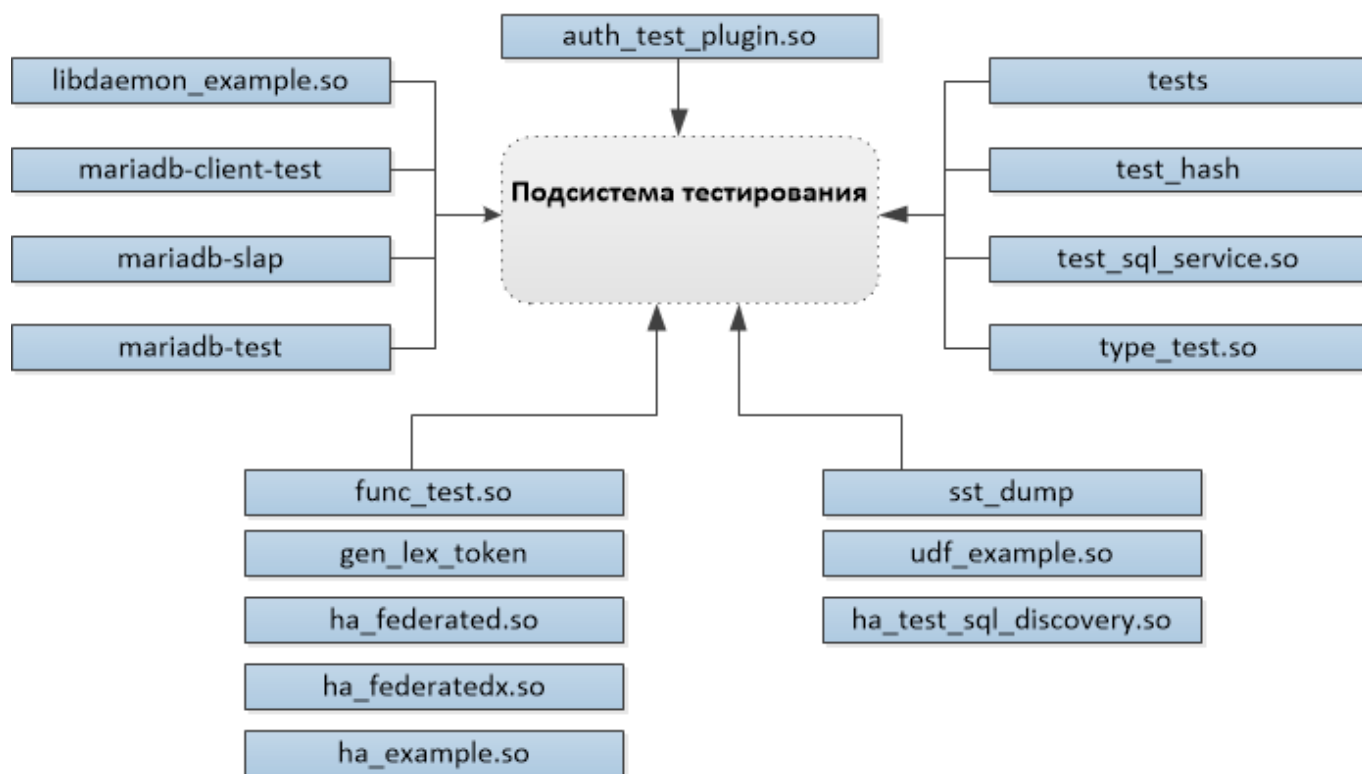 auth_test_plugin.so
libdaemon_example.so
tests
mariadb-client-test
Подсистема тестирования
test_hash
mariadb-slap
test_sql_service.so
mariadb-test
type_test.so
func_test.so
sst_dump
gen_lex_token
udf_example.so
ha_federated.so
ha_test_sql_discovery.so
ha_federatedx.so
ha_example.so